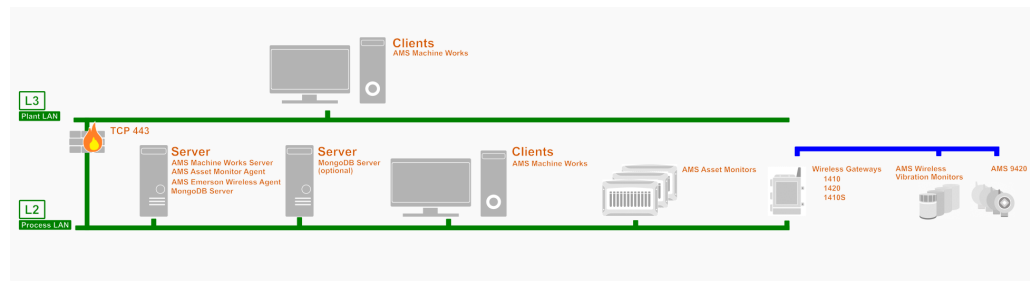 Clients
AMS Machine Works
L3
Plant LAN
TCP 443
Server
AMS Machine Works Server
AMS Asset Monitor Agent
AMS Emerson Wireless Agent
MongoDB Server
Server
MongoDB Server
(optional)
Clients
AMS Machine Works
AMS Asset Monitors
Wireless Gateways
1410
1420
1410S
AMS Wireless
Vibration Monitors
AMS 9420
L2
Process LAN